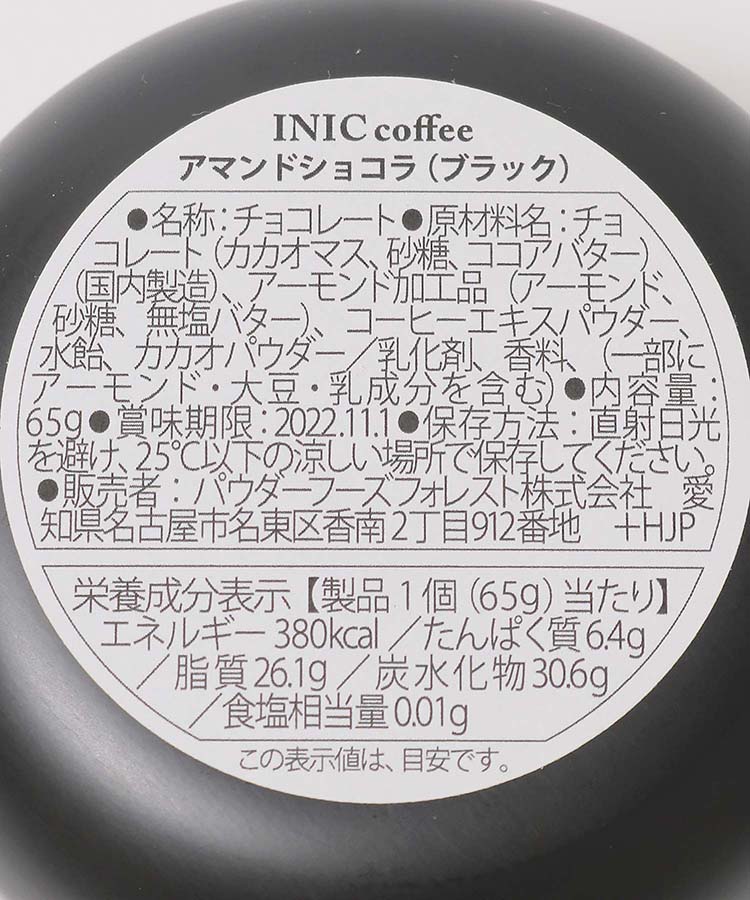 INIC coffee
アマンドショコラ（ブラック）
●名称：チョコレート●原材料名：チョ
コレート（カカオマス、砂糖、ココアバター）
（国内製造）、アーモンド加工品（アーモンド、
砂糖、無塩バター）、コーヒーエキスパウダー、
水飴、カカオパウダー／乳化剤、香料、（一部に
アーモンド・大豆・乳成分を含む）●内容量：
65g●賞味期限：2022.11.1●保存方法：直射日光
を避け、25℃以下の涼しい場所で保存してください。
●販売者：パウダーフーズフォレスト株式会社　愛
知県名古屋市名東区香南2丁目912番地　＋HJP
栄養成分表示【製品1個（65g）当たり】
エネルギー380kcal／たんぱく質6.4g
／脂質26.1g／炭水化物30.6g
／食塩相当量0.01g
この表示値は、目安です。